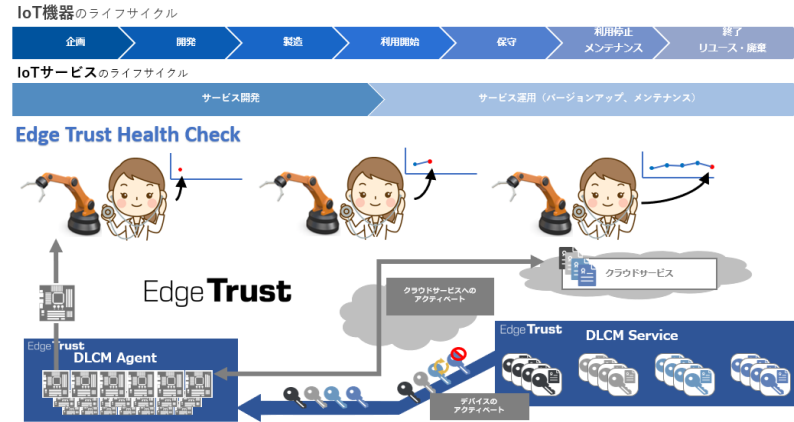 IoT機器のライフサイクル
企画
開発
製造
利用開始
保守
利用停止
メンテナンス
終了
リユース・廃棄
IoTサービスのライフサイクル
サービス開発
サービス運用（バージョンアップ、メンテナンス）
Edge Trust Health Check
Edge Trust
クラウドサービスへの
アクティベート
クラウドサービス
Edge Trust
DLCM Agent
Edge Trust
DLCM Service
デバイスの
アクティベート